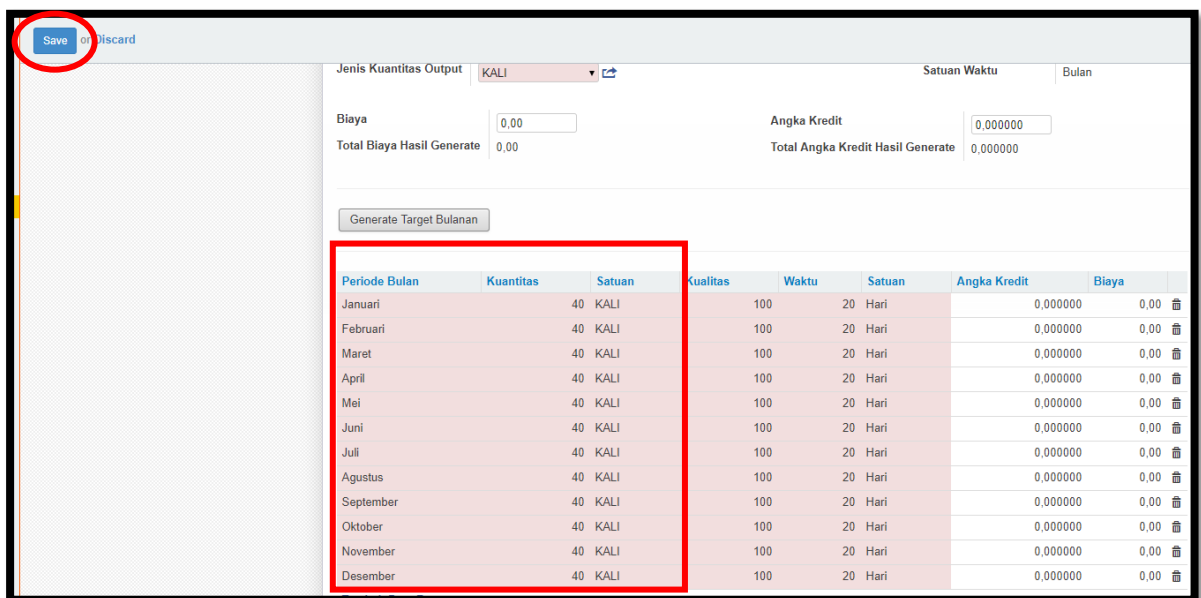 Save or Discard
Jenis Kuantitas Output KALI Satuan Waktu Bulan
Biaya 0,00 Angka Kredit 0,000000
Total Biaya Hasil Generate 0,00 Total Angka Kredit Hasil Generate 0,000000
Generate Target Bulanan
Periode Bulan Kuantitas Satuan Kualitas Waktu Satuan Angka Kredit Biaya
Januari 40 KALI 100 20 Hari 0,000000 0,00
Februari 40 KALI 100 20 Hari 0,000000 0,00
Maret 40 KALI 100 20 Hari 0,000000 0,00
April 40 KALI 100 20 Hari 0,000000 0,00
Mei 40 KALI 100 20 Hari 0,000000 0,00
Juni 40 KALI 100 20 Hari 0,000000 0,00
Juli 40 KALI 100 20 Hari 0,000000 0,00
Agustus 40 KALI 100 20 Hari 0,000000 0,00
September 40 KALI 100 20 Hari 0,000000 0,00
Oktober 40 KALI 100 20 Hari 0,000000 0,00
November 40 KALI 100 20 Hari 0,000000 0,00
Desember 40 KALI 100 20 Hari 0,000000 0,00